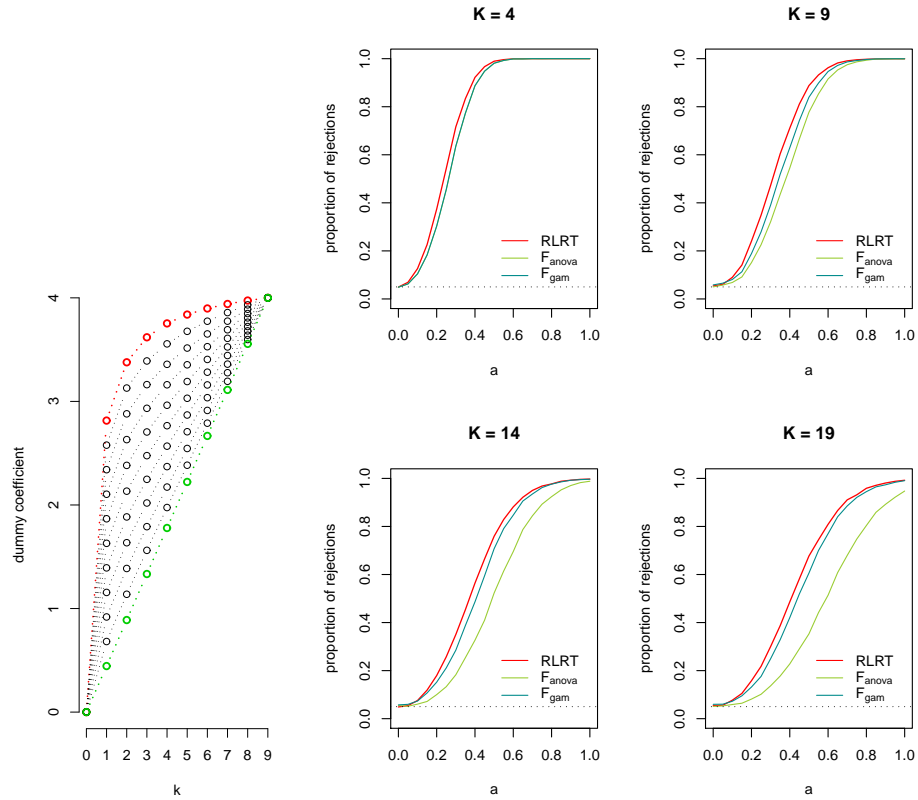 K = 4
proportion of rejections
0.0 0.2 0.4 0.6 0.8 1.0
0.0 0.2 0.4 0.6 0.8 1.0
a
RLRT
Fanova
Fgam
K = 9
proportion of rejections
0.0 0.2 0.4 0.6 0.8 1.0
0.0 0.2 0.4 0.6 0.8 1.0
a
RLRT
Fanova
Fgam
dummy coefficient
0 1 2 3 4
0 1 2 3 4 5 6 7 8 9
k
K = 14
proportion of rejections
0.0 0.2 0.4 0.6 0.8 1.0
0.0 0.2 0.4 0.6 0.8 1.0
a
RLRT
Fanova
Fgam
K = 19
proportion of rejections
0.0 0.2 0.4 0.6 0.8 1.0
0.0 0.2 0.4 0.6 0.8 1.0
a
RLRT
Fanova
Fgam